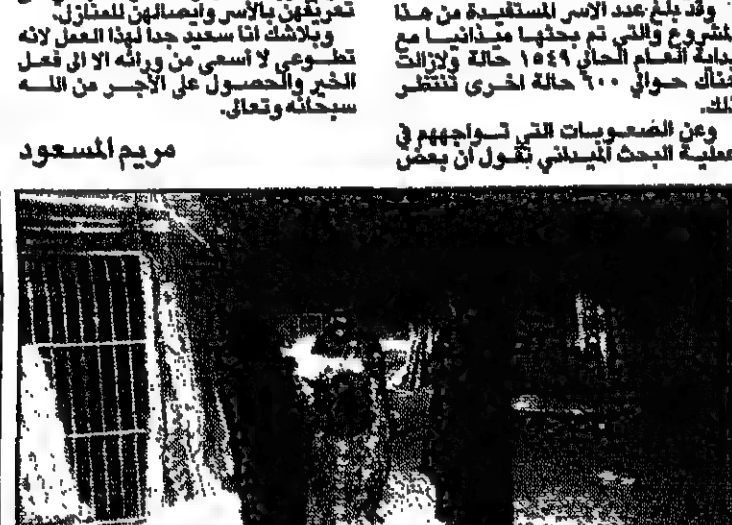 وقد بلغ عدد الاسر المستفيدة من هذا
المشروع والتي تم بحثها ميدانيا مع
بداية العام الحالي ١٥٤٩ حالة ولازالت
هناك حوالي ٦٠٠ حالة اخرى تنتظر
ذلك.
وعن الصعوبات التي تواجههم في
عملية البحث الميداني تقول أن بعض
تعريفهن بالأسر وايصالهن للمنازل.
وبلاشك انا سعيد جدا لهذا العمل لانه
تطوعي لا أسعى من ورائه الا الى فعل
الخير والحصول على الأجر من الله
سبحانه وتعالى.
مريم المسعود